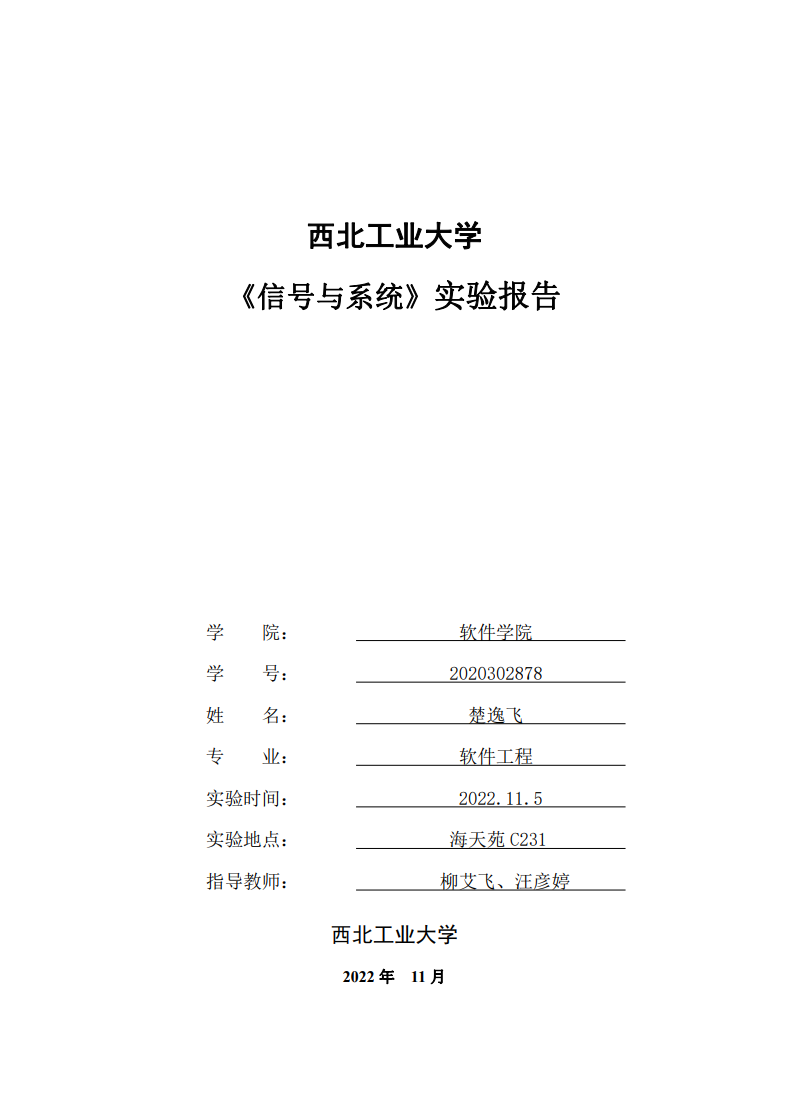 西北工业大学
《信号与系统》实验报告
学 院： 软件学院
学 号： 2020302878
姓 名： 楚逸飞
专 业： 软件工程
实验时间： 2022.11.5
实验地点： 海天苑 C231
指导教师： 柳艾飞、汪彦婷
西北工业大学
2022 年 11 月